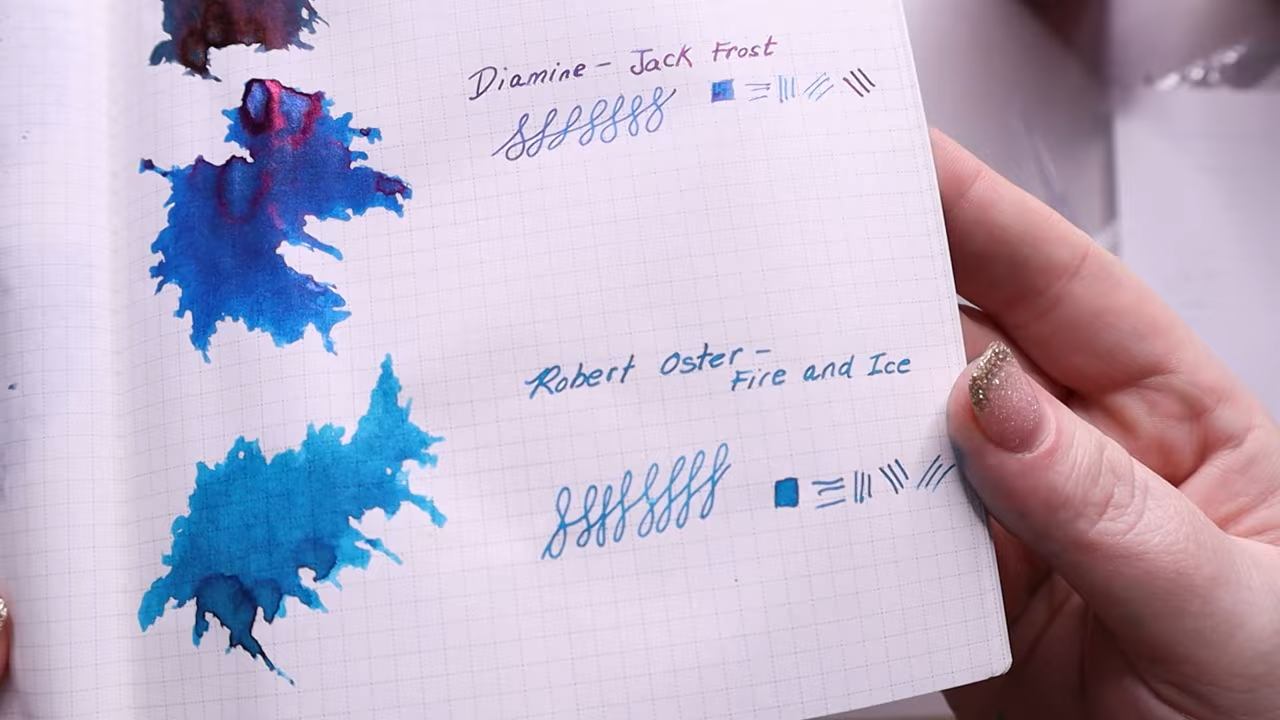 Diamine - Jack Frost
Robert Oster -
Fire and Ice